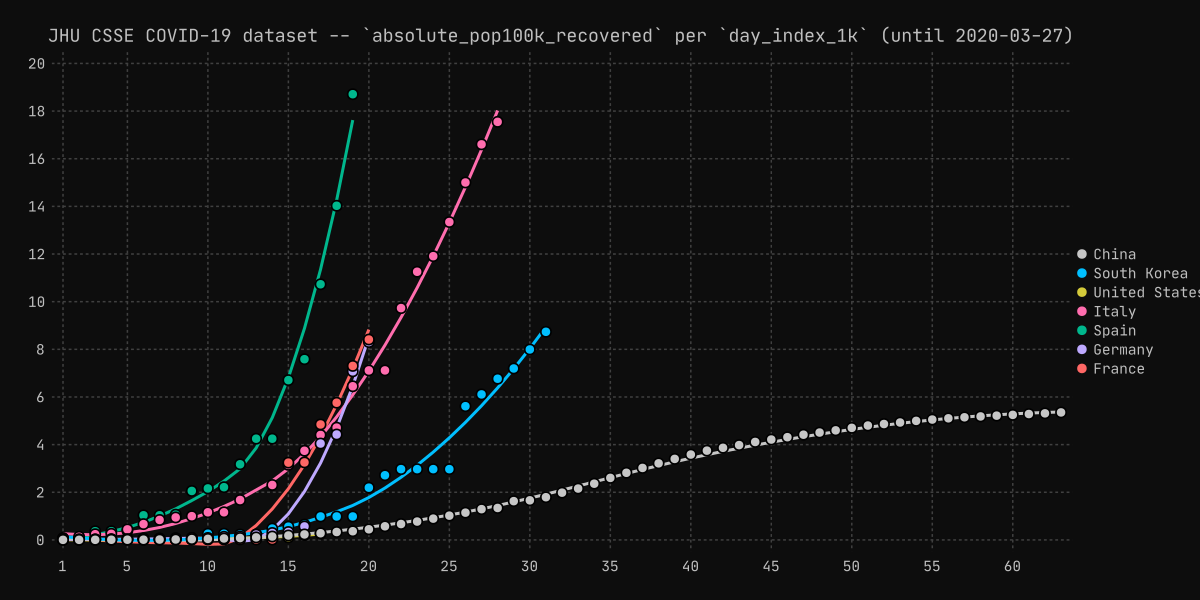 JHU CSSE COVID-19 dataset -- `absolute_pop100k_recovered` per `day_index_1k` (until 2020-03-27)
20
18
16
14
12
10
8
6
4
2
0
1 5 10 15 20 25 30 35 40 45 50 55 60
China
South Korea
United States
Italy
Spain
Germany
France